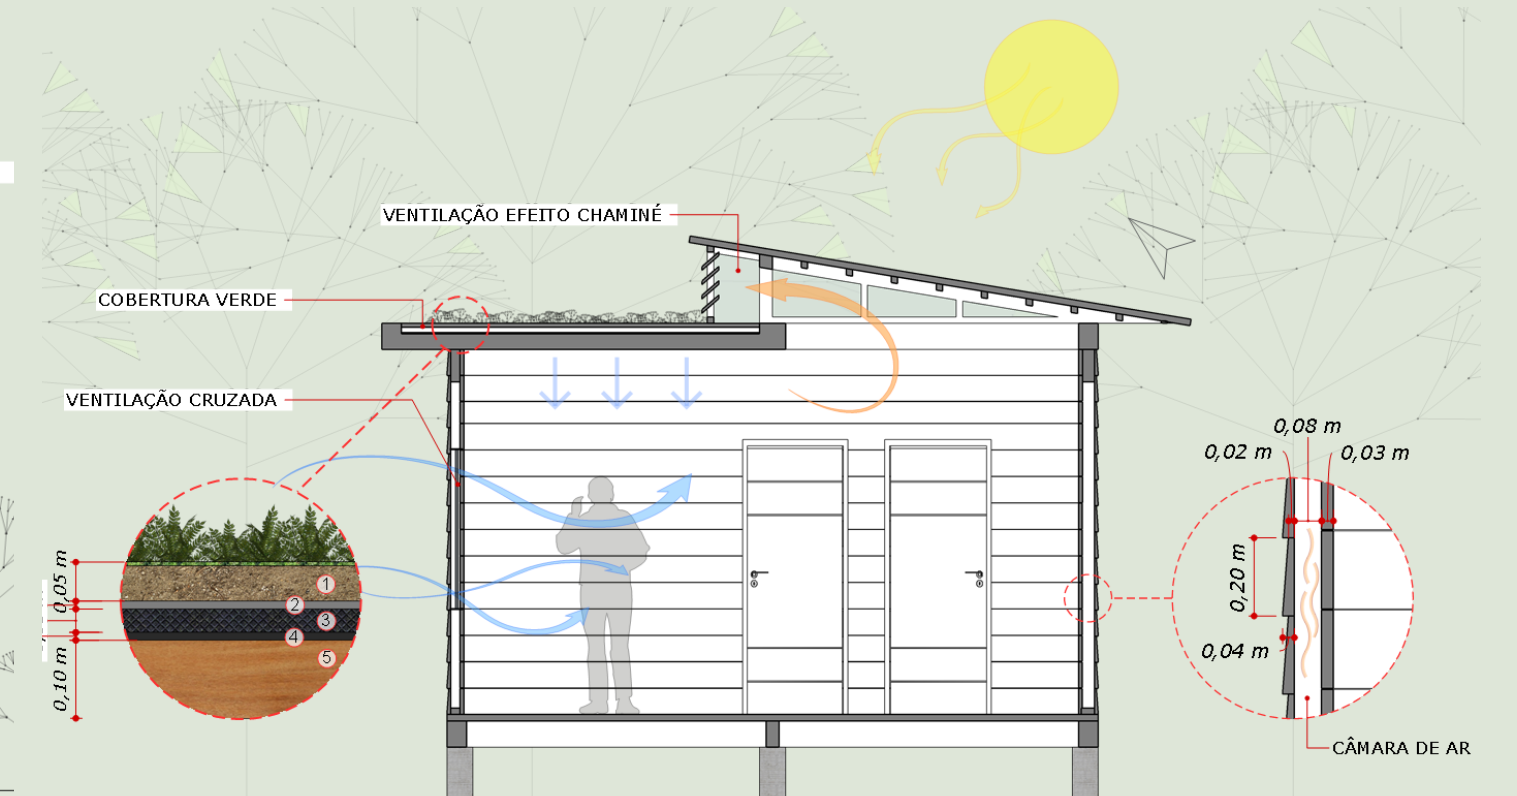 VENTILAÇÃO EFEITO CHAMINÉ
COBERTURA VERDE
VENTILAÇÃO CRUZADA
0,05 m
0,10 m
1
2
3
4
5
0,08 m
0,02 m
0,03 m
0,20 m
0,04 m
CÂMARA DE AR